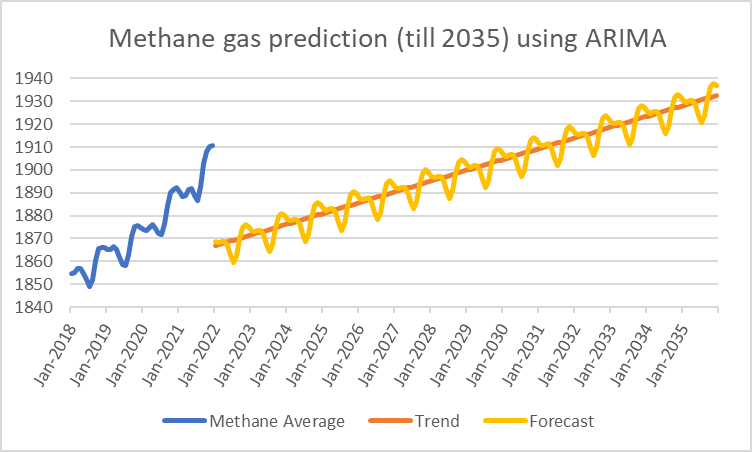 Methane gas prediction (till 2035) using ARIMA
1940
1930
1920
1910
1900
1890
1880
1870
1860
1850
1840
Jan-2018
Jan-2019
Jan-2020
Jan-2021
Jan-2022
Jan-2023
Jan-2024
Jan-2025
Jan-2026
Jan-2027
Jan-2028
Jan-2029
Jan-2030
Jan-2031
Jan-2032
Jan-2033
Jan-2034
Jan-2035
Methane Average Trend Forecast